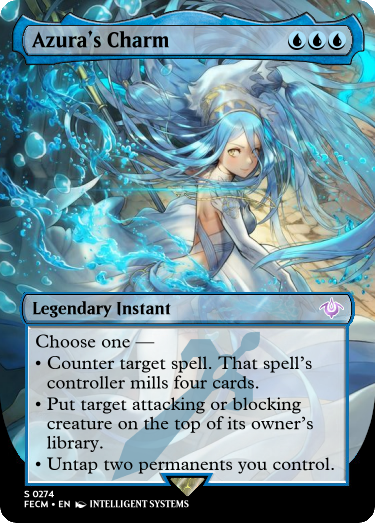 Azura's Charm
Legendary Instant
Choose one —
• Counter target spell. That spell's
controller mills four cards.
• Put target attacking or blocking
creature on the top of its owner's
library.
• Untap two permanents you control.
S 0274
FECM • EN INTELLIGENT SYSTEMS